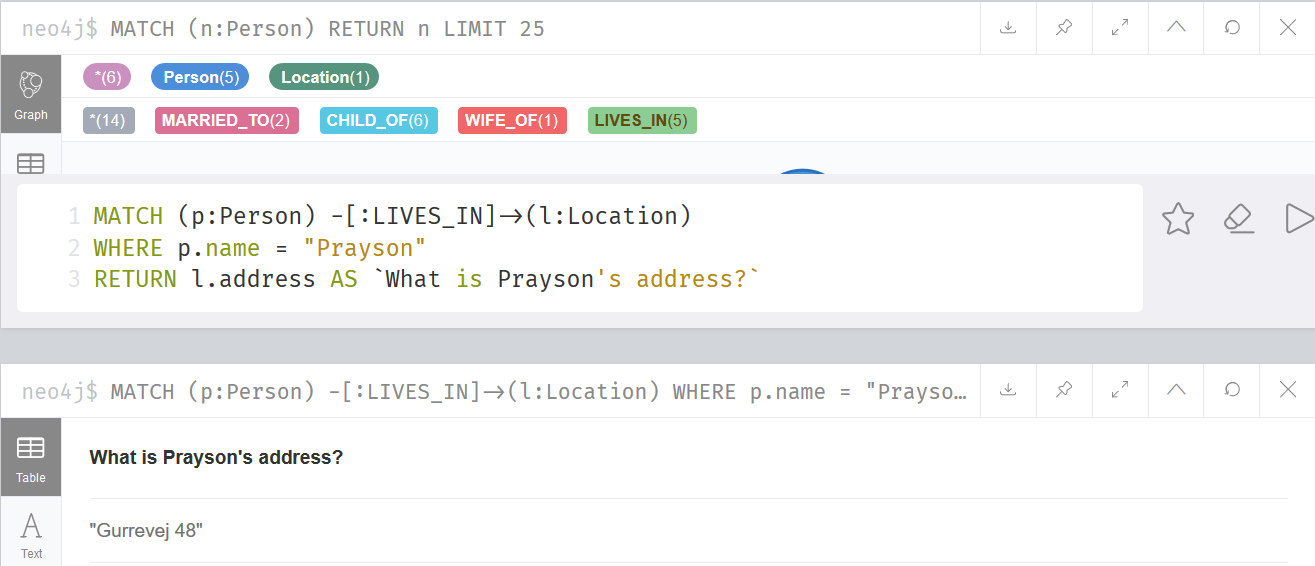 neo4j$ MATCH (n:Person) RETURN n LIMIT 25
*(6) Person(5) Location(1)
Graph
*(14) MARRIED_TO(2) CHILD_OF(6) WIFE_OF(1) LIVES_IN(5)
1 MATCH (p:Person) -[:LIVES_IN]->(l:Location)
2 WHERE p.name = "Prayson"
3 RETURN l.address AS `What is Prayson's address?`
neo4j$ MATCH (p:Person) -[:LIVES_IN]->(l:Location) WHERE p.name = "Prayso…
What is Prayson's address?
Table
"Gurrevej 48"
A
Text